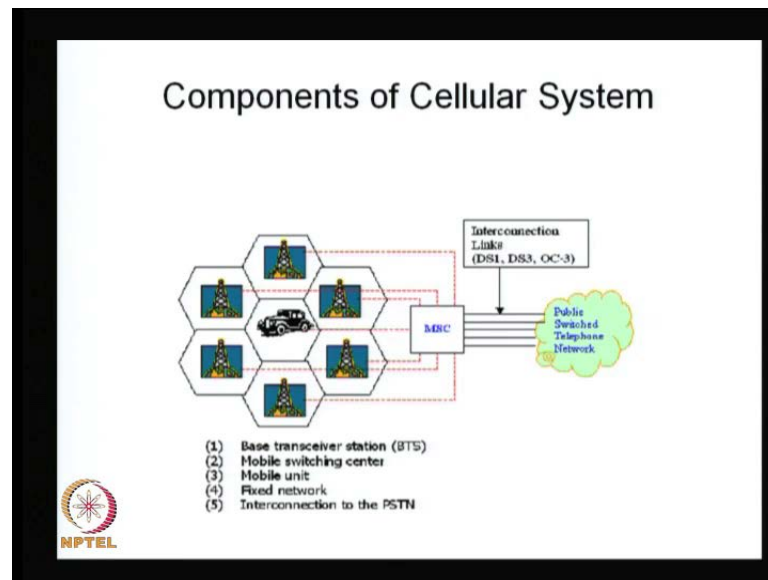 Components of Cellular System
Interconnection
Links
(DS1, DS3, OC-3)
MSC
Public
Switched
Telephone
Network
(1) Base transceiver station (BTS)
(2) Mobile switching center
(3) Mobile unit
(4) Fixed network
(5) Interconnection to the PSTN
NPTEL